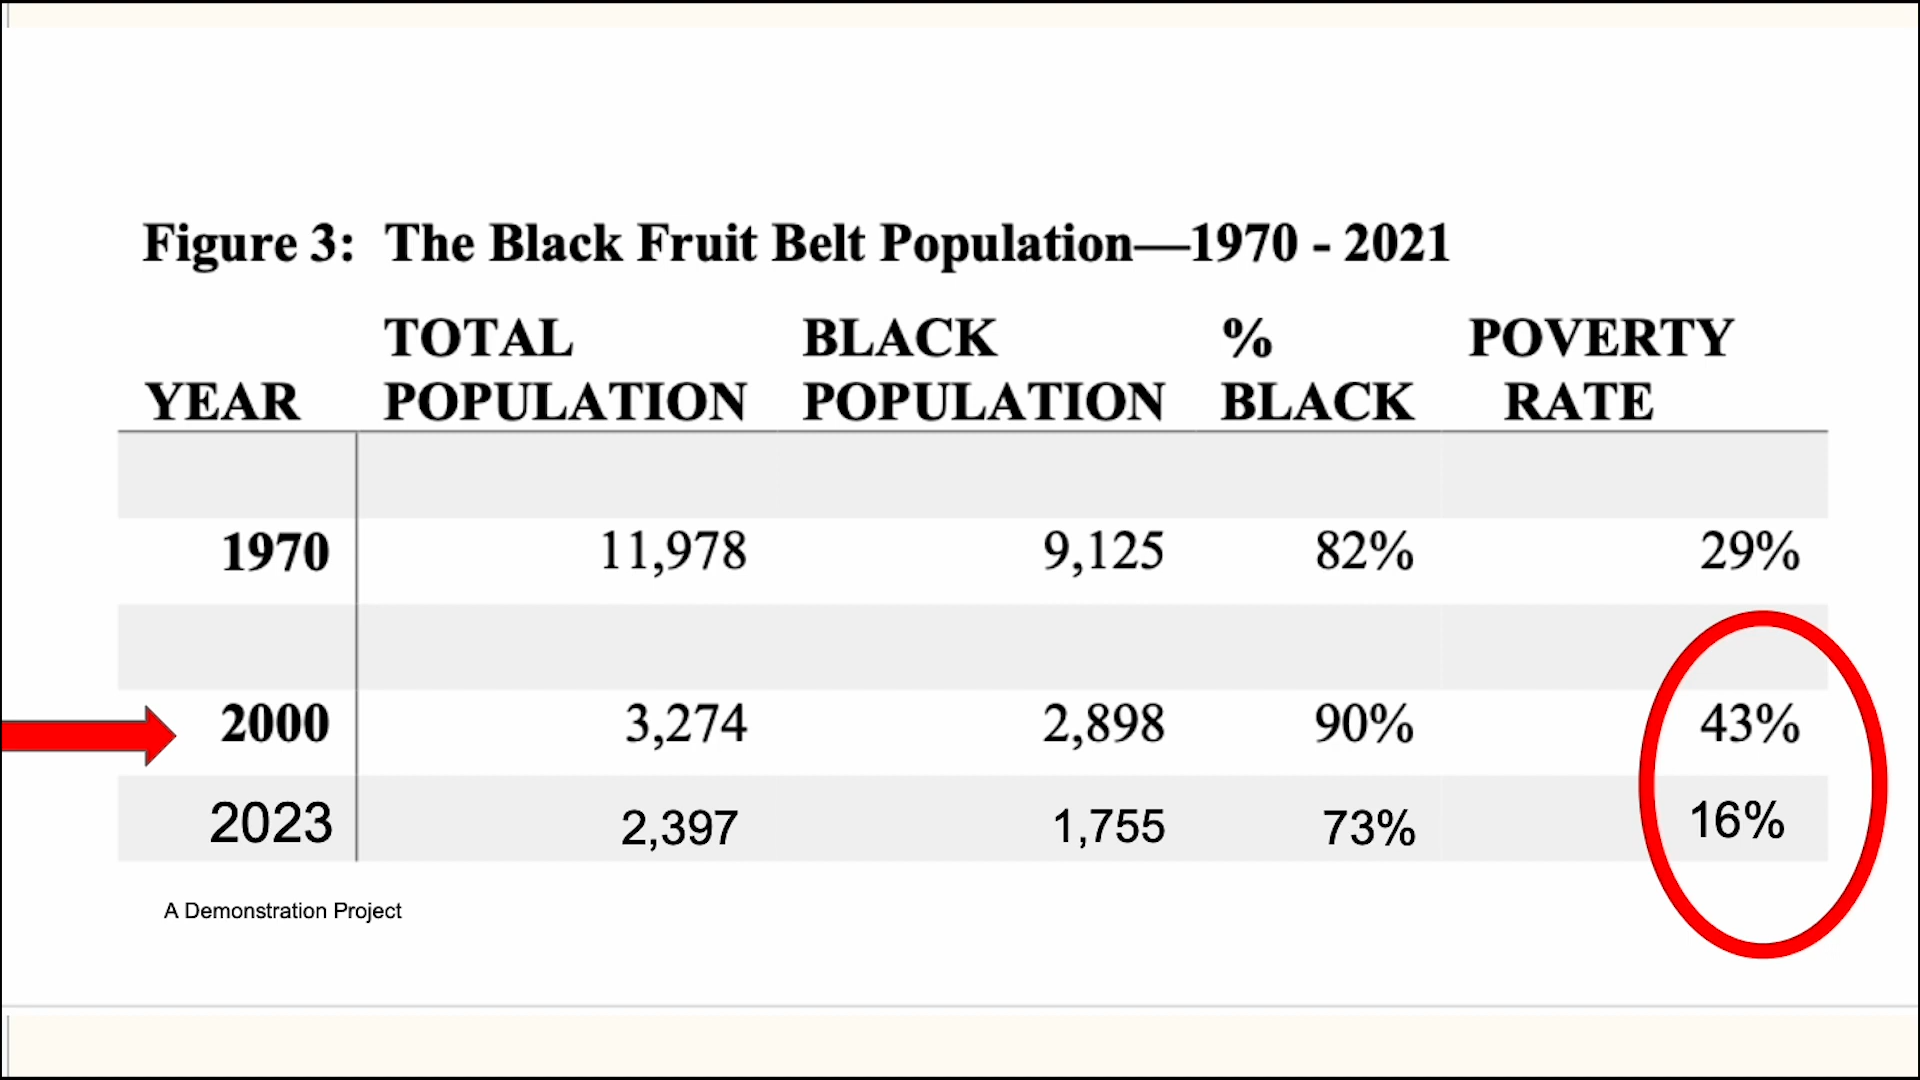 Figure 3: The Black Fruit Belt Population—1970 - 2021
YEAR TOTAL POPULATION BLACK POPULATION % BLACK POVERTY RATE
1970 11,978 9,125 82% 29%
2000 3,274 2,898 90% 43%
2023 2,397 1,755 73% 16%
A Demonstration Project